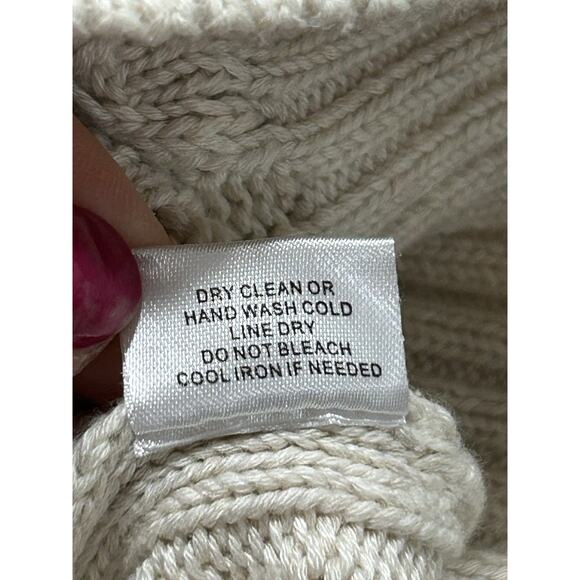 DRY CLEAN OR
HAND WASH COLD
LINE DRY
DO NOT BLEACH
COOL IRON IF NEEDED